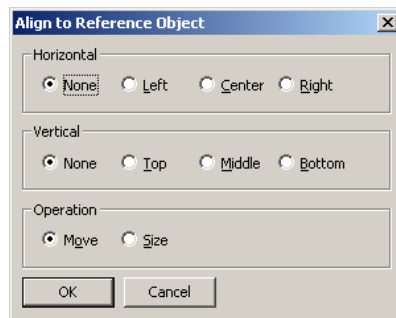 Align to Reference Object
Horizontal
None Left Center Right
Vertical
None Top Middle Bottom
Operation
Move Size
OK Cancel